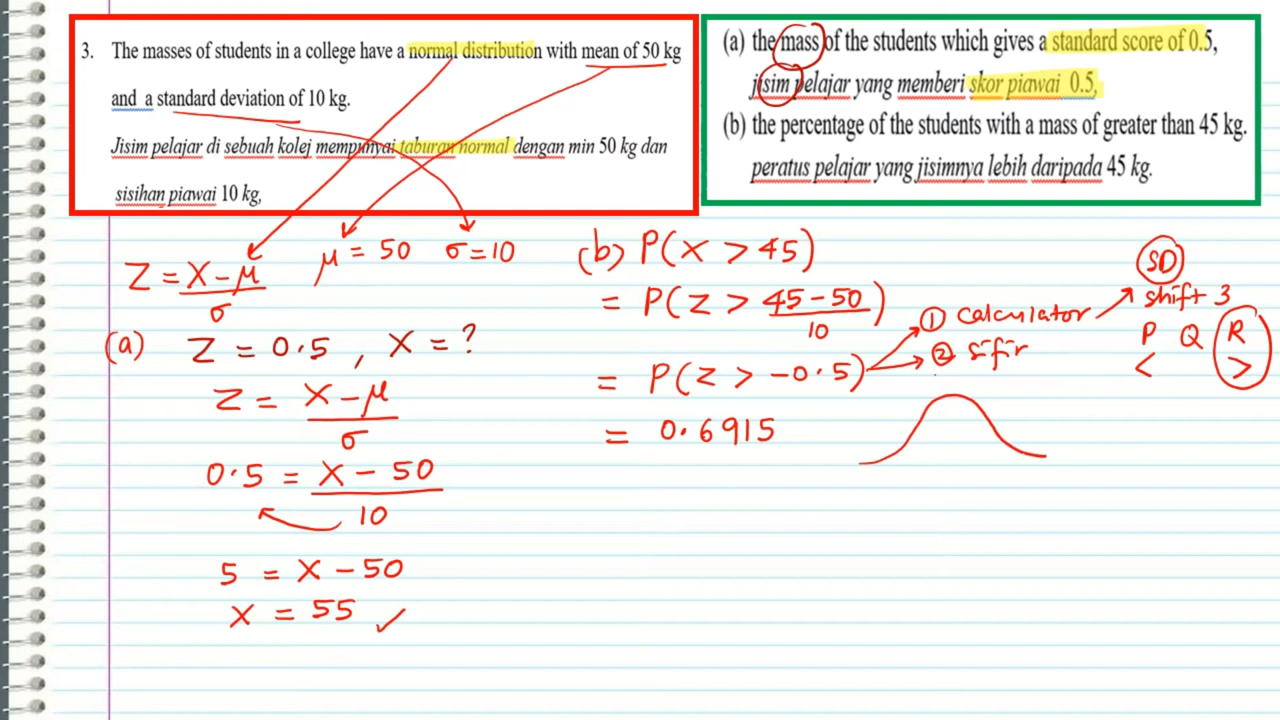 3. The masses of students in a college have a normal distribution with mean of 50 kg
and a standard deviation of 10 kg.
Jisim pelajar di sebuah kolej mempunyai taburan normal dengan min 50 kg dan
sisihan piawai 10 kg,
(a) the mass of the students which gives a standard score of 0.5,
jisim pelajar yang memberi skor piawai 0.5,
(b) the percentage of the students with a mass of greater than 45 kg.
peratus pelajar yang jisimnya lebih daripada 45 kg.
Z = X - μ / σ
μ = 50 σ = 10
(a) Z = 0.5 , X = ?
Z = X - μ / σ
0.5 = X - 50 / 10
5 = X - 50
X = 55 ✓
(b) P(X > 45)
= P(Z > 45 - 50 / 10)
= P(Z > -0.5)
= 0.6915
① calculator
② sifir
SD
shift 3
P Q R
< >